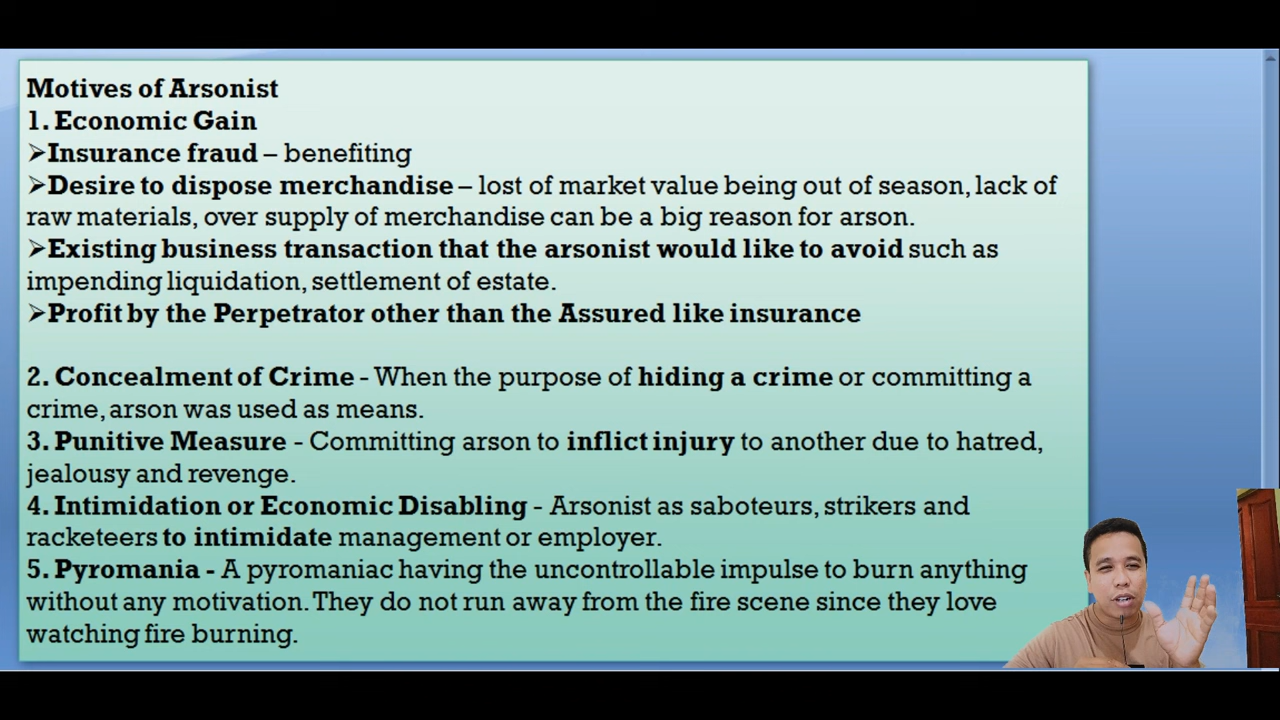 Motives of Arsonist
1. Economic Gain
➢Insurance fraud – benefiting
➢Desire to dispose merchandise – lost of market value being out of season, lack of
raw materials, over supply of merchandise can be a big reason for arson.
➢Existing business transaction that the arsonist would like to avoid such as
impending liquidation, settlement of estate.
➢Profit by the Perpetrator other than the Assured like insurance
2. Concealment of Crime - When the purpose of hiding a crime or committing a
crime, arson was used as means.
3. Punitive Measure - Committing arson to inflict injury to another due to hatred,
jealousy and revenge.
4. Intimidation or Economic Disabling - Arsonist as saboteurs, strikers and
racketeers to intimidate management or employer.
5. Pyromania - A pyromaniac having the uncontrollable impulse to burn anything
without any motivation. They do not run away from the fire scene since they love
watching fire burning.